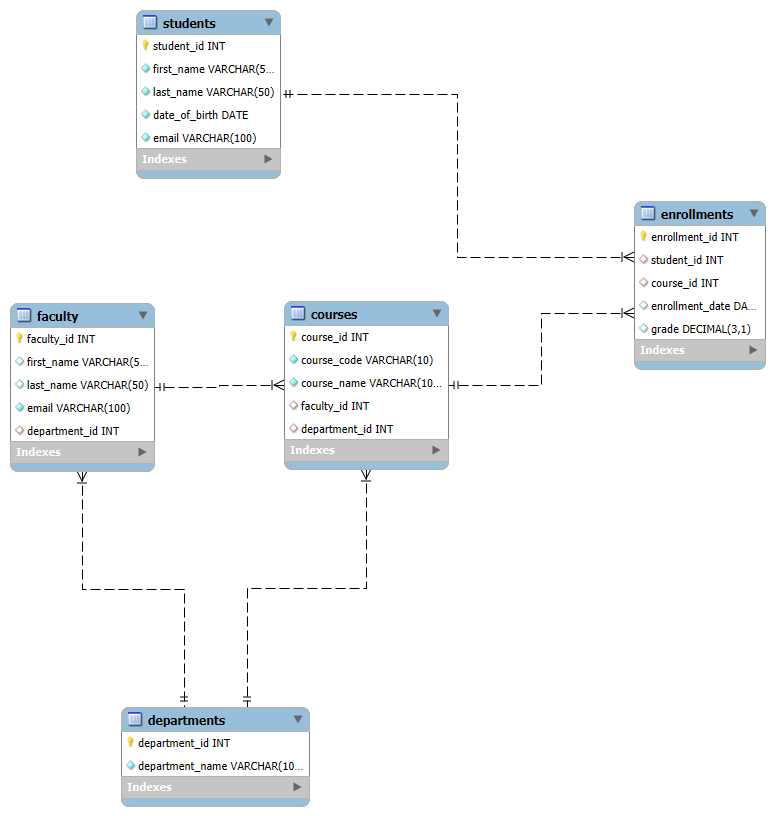 students
student_id INT
first_name VARCHAR(5...
last_name VARCHAR(50)
date_of_birth DATE
email VARCHAR(100)
Indexes
enrollments
enrollment_id INT
student_id INT
course_id INT
enrollment_date DA...
grade DECIMAL(3,1)
Indexes
faculty
faculty_id INT
first_name VARCHAR(5...
last_name VARCHAR(50)
email VARCHAR(100)
department_id INT
Indexes
courses
course_id INT
course_code VARCHAR(10)
course_name VARCHAR(10...
faculty_id INT
department_id INT
Indexes
departments
department_id INT
department_name VARCHAR(10...
Indexes